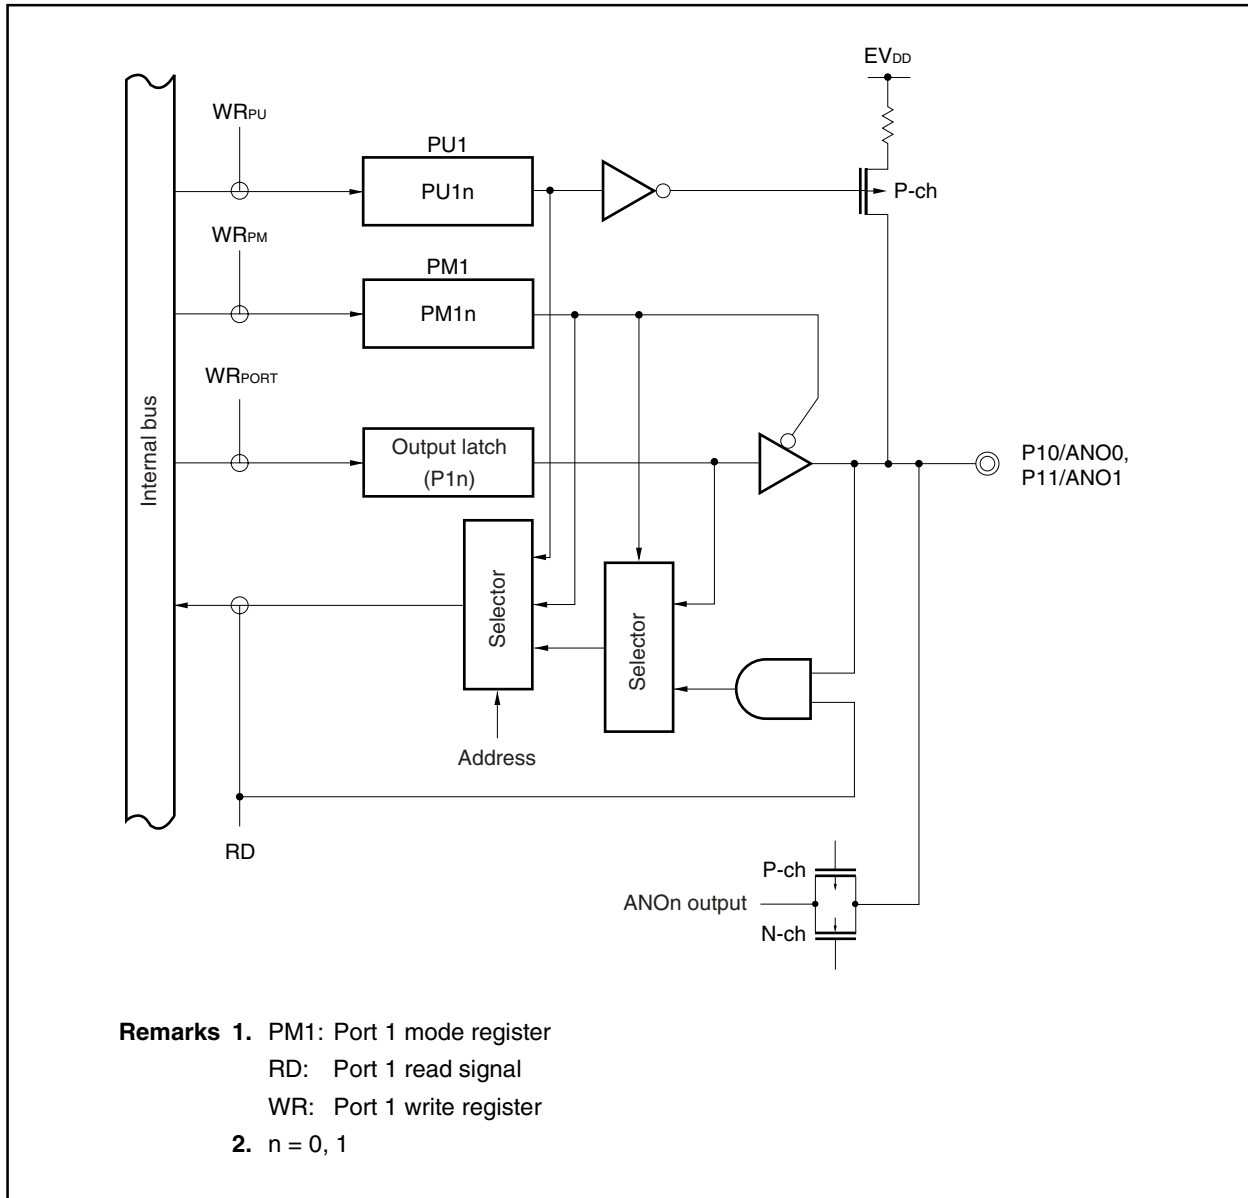 EVDD
WRPU
PU1
PU1n
P-ch
WRPM
PM1
PM1n
WRPORT
Output latch
(P1n)
P10/ANO0,
P11/ANO1
Internal bus
Selector
Selector
Address
RD
P-ch
ANOn output
N-ch
Remarks 1. PM1: Port 1 mode register
RD: Port 1 read signal
WR: Port 1 write register
2. n = 0, 1